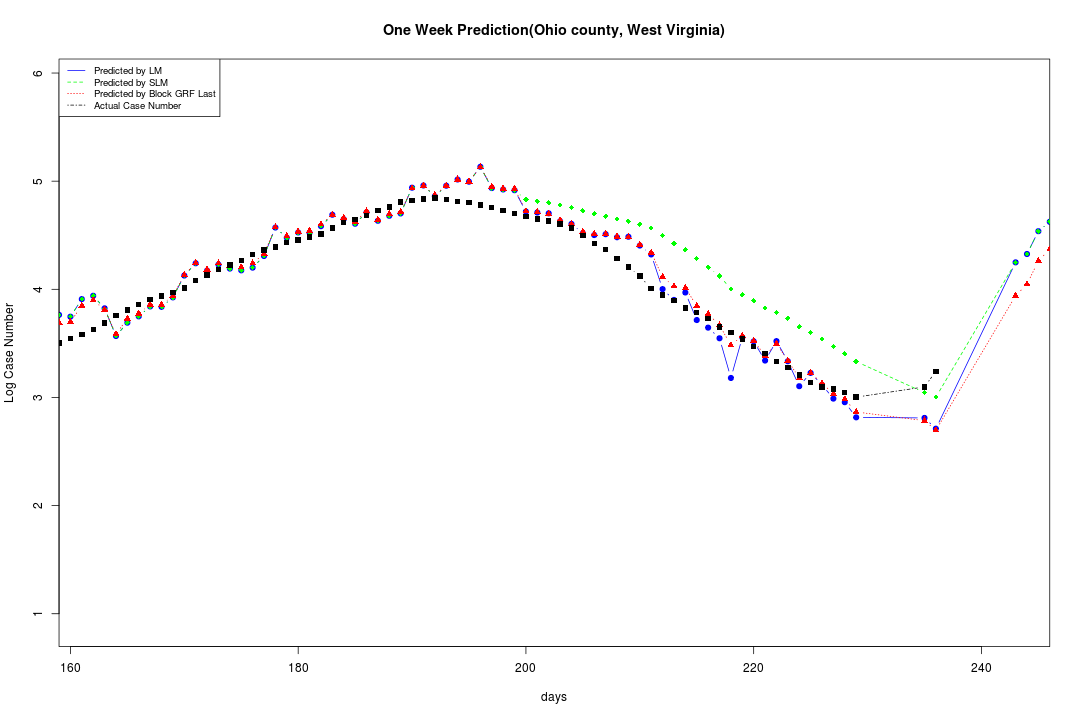 One Week Prediction(Ohio county, West Virginia)
Predicted by LM
Predicted by SLM
Predicted by Block GRF Last
Actual Case Number
Log Case Number
6
5
4
3
2
1
160
180
200
220
240
days